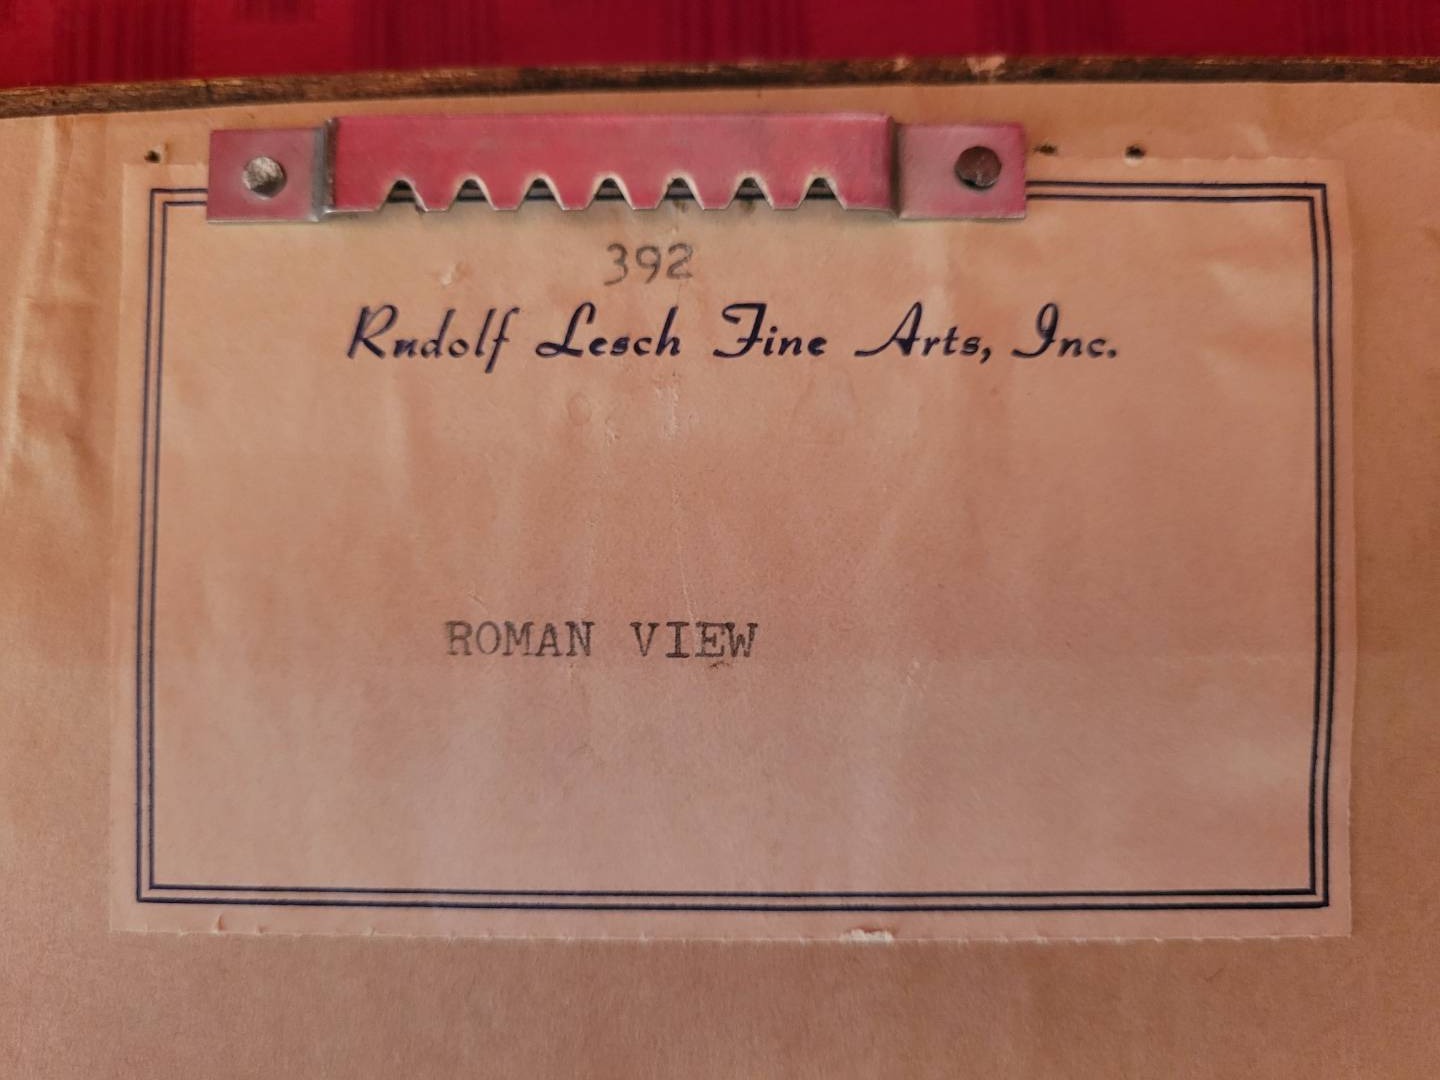 392
Rudolf Lesch Fine Arts, Inc.
ROMAN VIEW